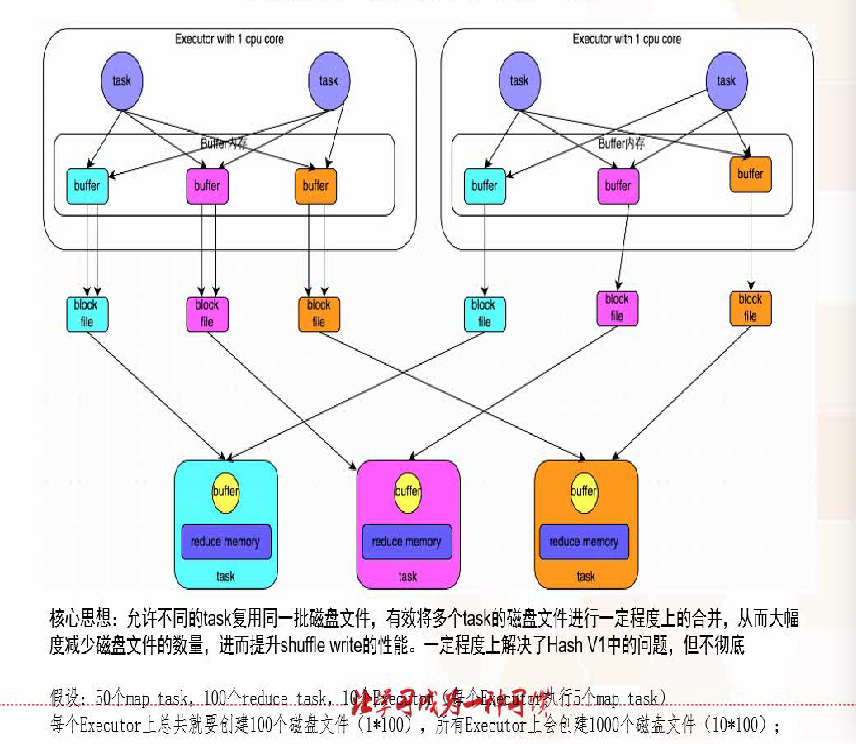 Executor with 1 cpu core
Executor with 1 cpu core
task
task
task
task
Buffer内存
Buffer内存
buffer
buffer
buffer
buffer
buffer
buffer
block file
block file
block file
block file
block file
block file
buffer
buffer
buffer
reduce memory
reduce memory
reduce memory
task
task
task
核心思想：允许不同的task复用同一批磁盘文件，有效将多个task的磁盘文件进行一定程度上的合并，从而大幅
度减少磁盘文件的数量，进而提升shuffle write的性能。一定程度上解决了Hash V1中的问题，但不彻底
假设：50个map task，100个reduce task，10个Executor（每个Executor执行5个map task）
让学习成为一种习惯
每个Executor上总共就要创建100个磁盘文件（1*100），所有Executor上会创建1000个磁盘文件（10*100）；